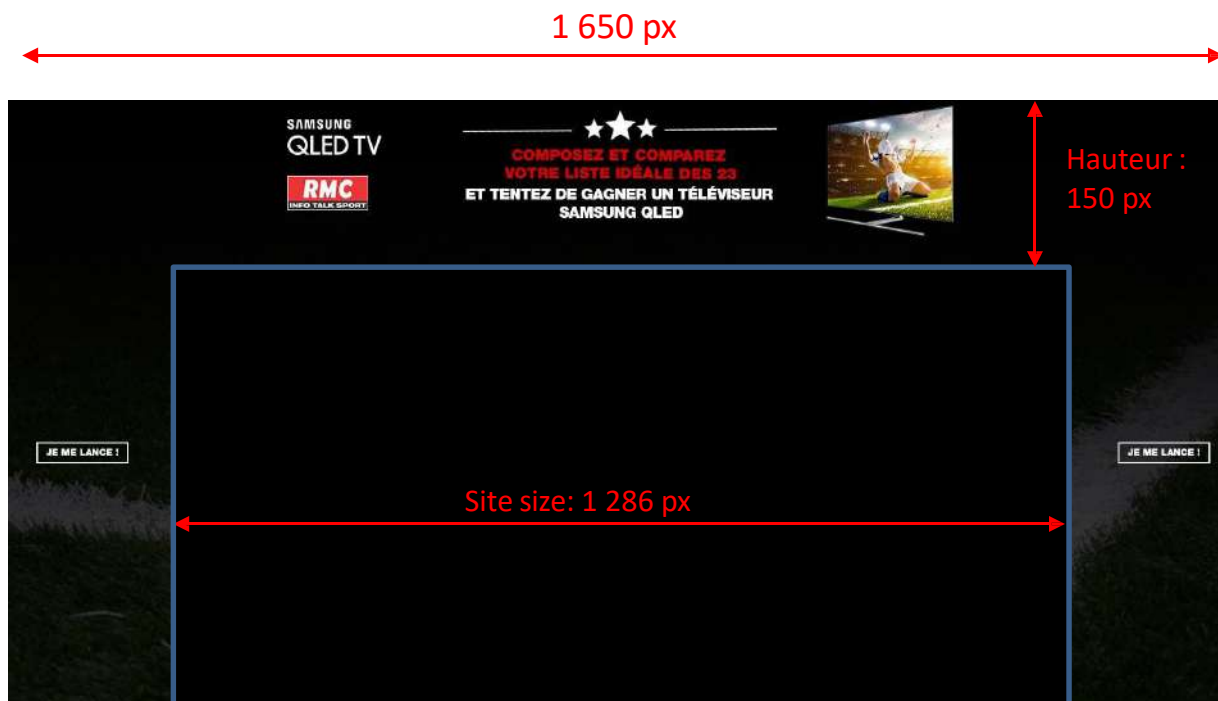 1 650 px
SAMSUNG
QLED TV
RMC
INFO TALK SPORT
COMPOSEZ ET COMPAREZ
VOTRE LISTE IDÉALE DES 23
ET TENTEZ DE GAGNER UN TÉLÉVISEUR
SAMSUNG QLED
Hauteur :
150 px
JE ME LANCE !
JE ME LANCE !
Site size: 1 286 px